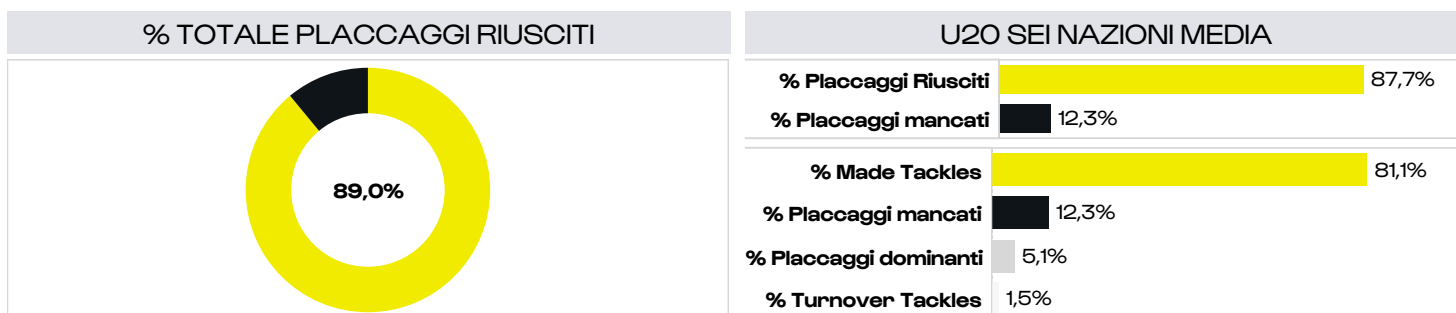 % TOTALE PLACCAGGI RIUSCITI
89,0%
U20 SEI NAZIONI MEDIA
% Placcaggi Riusciti 87,7%
% Placcaggi mancati 12,3%
% Made Tackles 81,1%
% Placcaggi mancati 12,3%
% Placcaggi dominanti 5,1%
% Turnover Tackles 1,5%